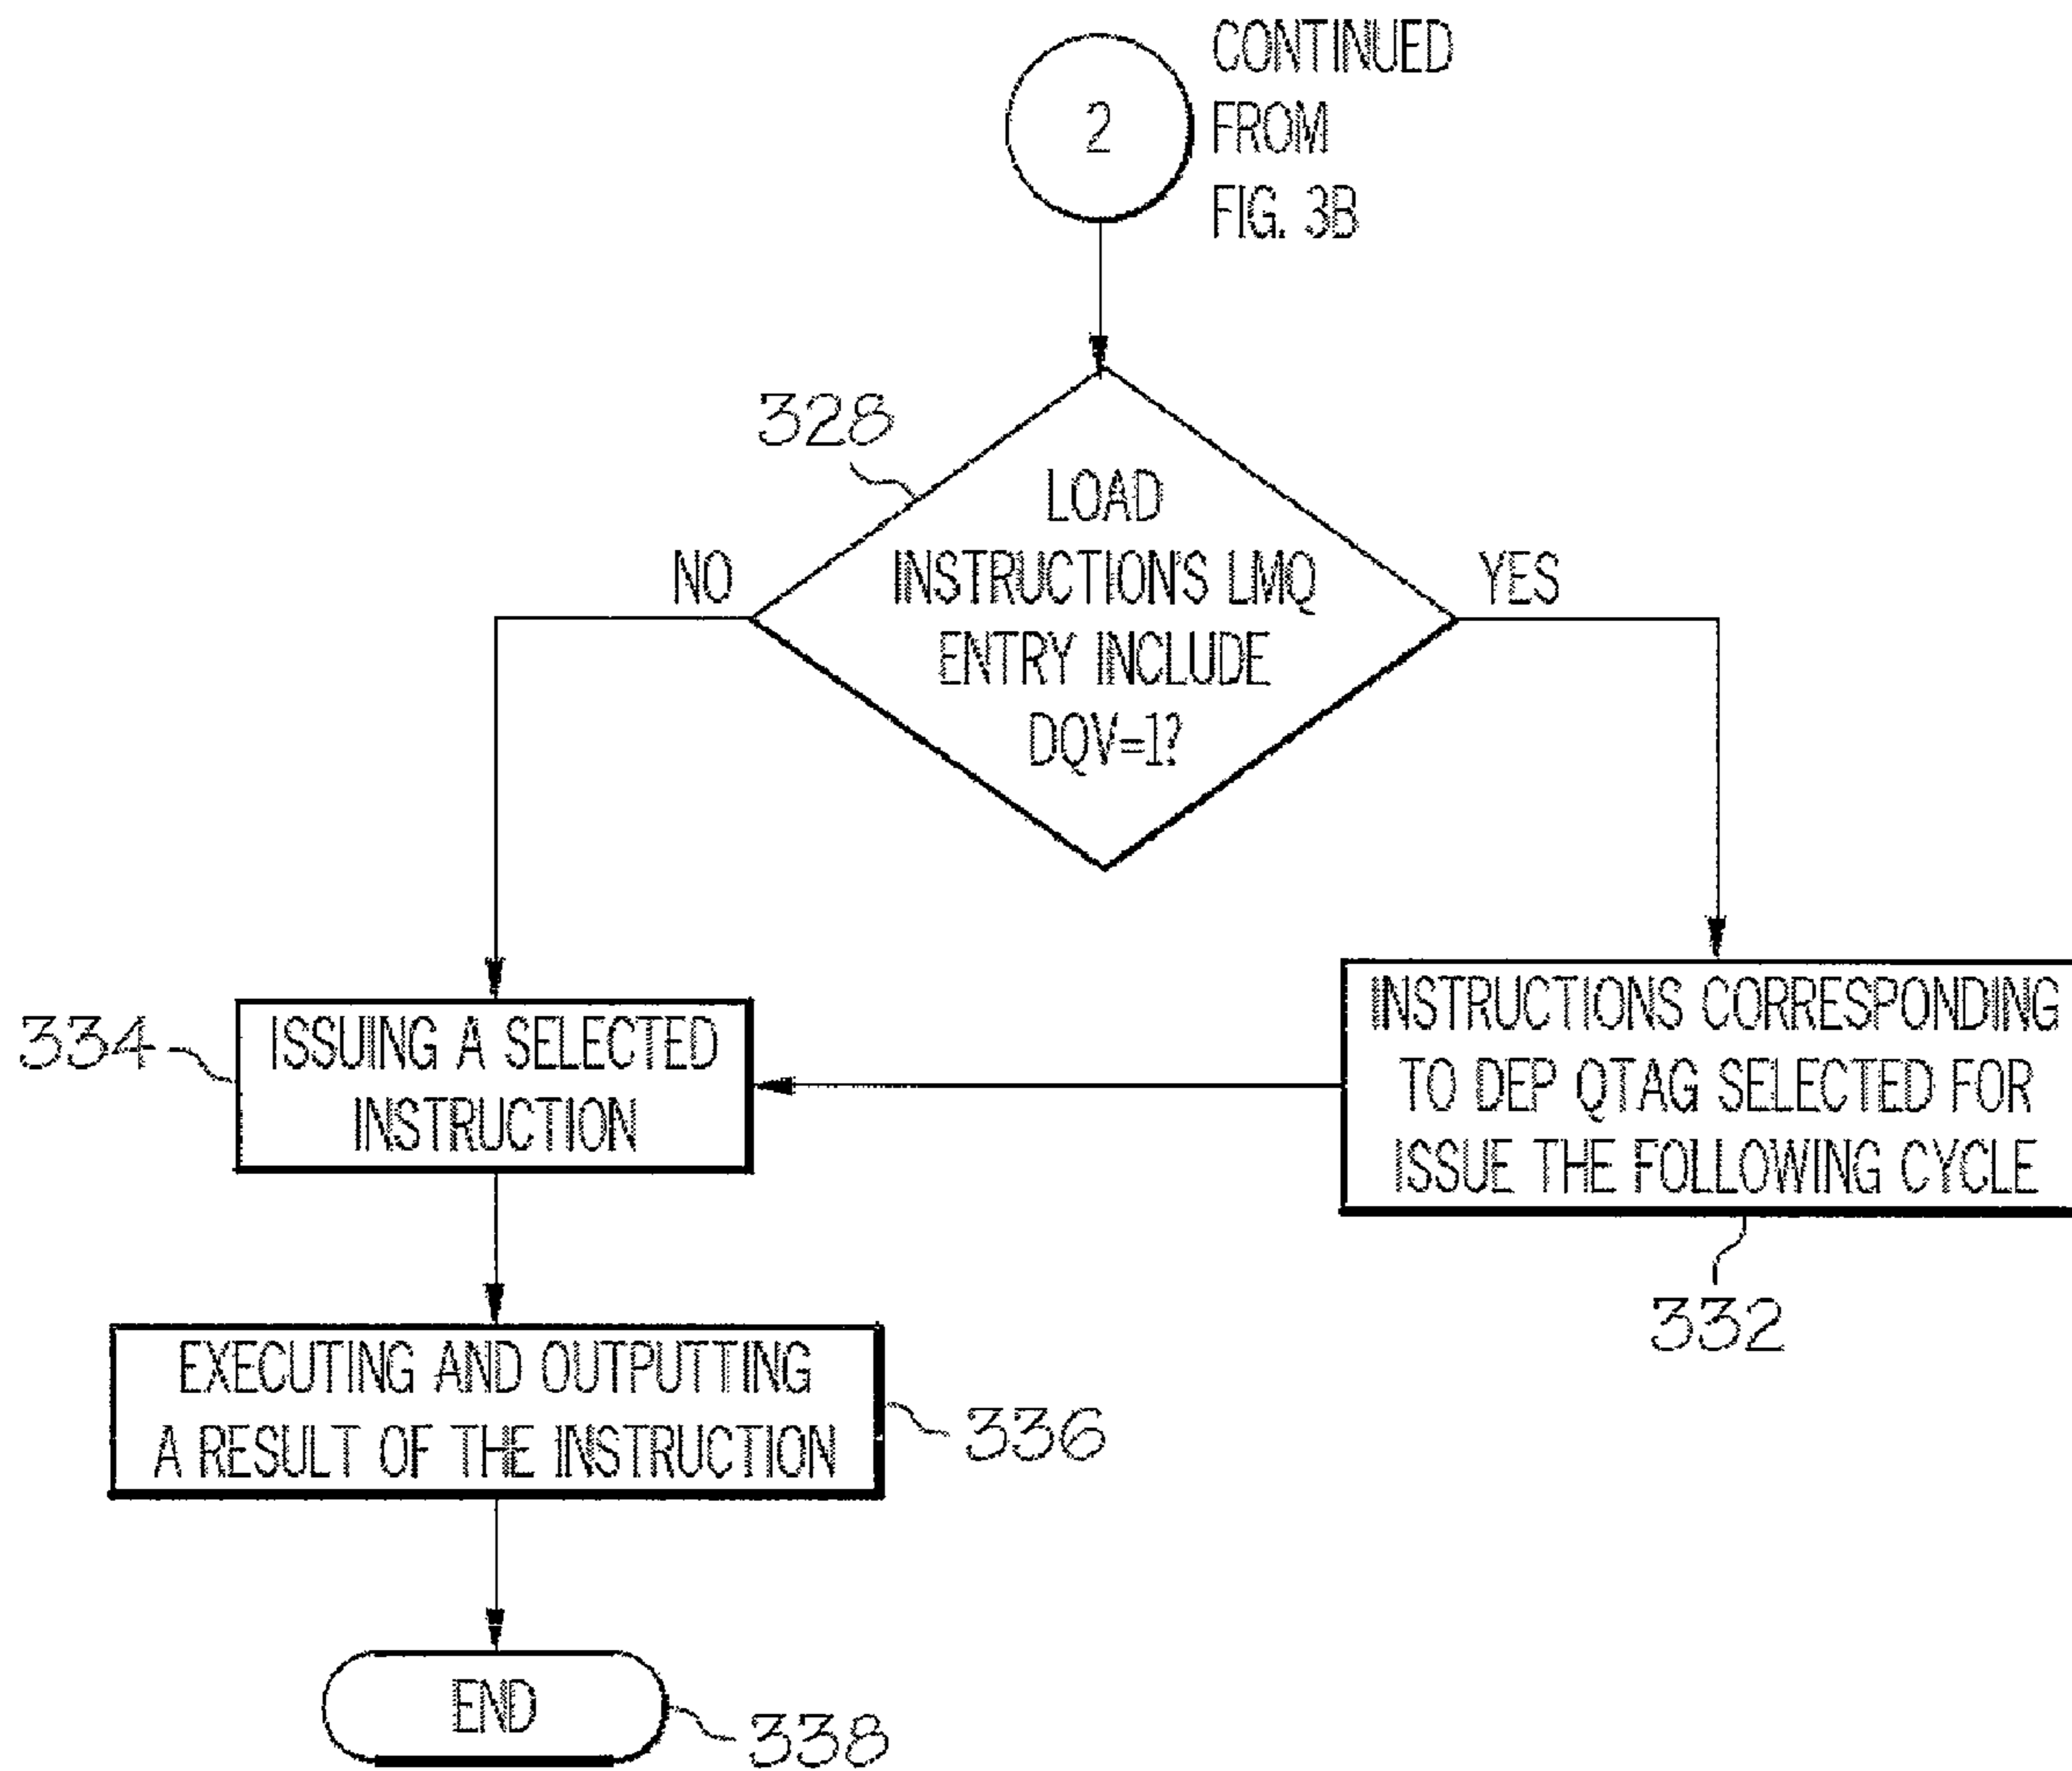 2
CONTINUED
FROM
FIG. 3B
328
LOAD
INSTRUCTION'S LMQ
ENTRY INCLUDE
DQV=1?
NO
YES
334
ISSUING A SELECTED
INSTRUCTION
INSTRUCTIONS CORRESPONDING
TO DEP QTAG SELECTED FOR
ISSUE THE FOLLOWING CYCLE
332
EXECUTING AND OUTPUTTING
A RESULT OF THE INSTRUCTION
336
END
338